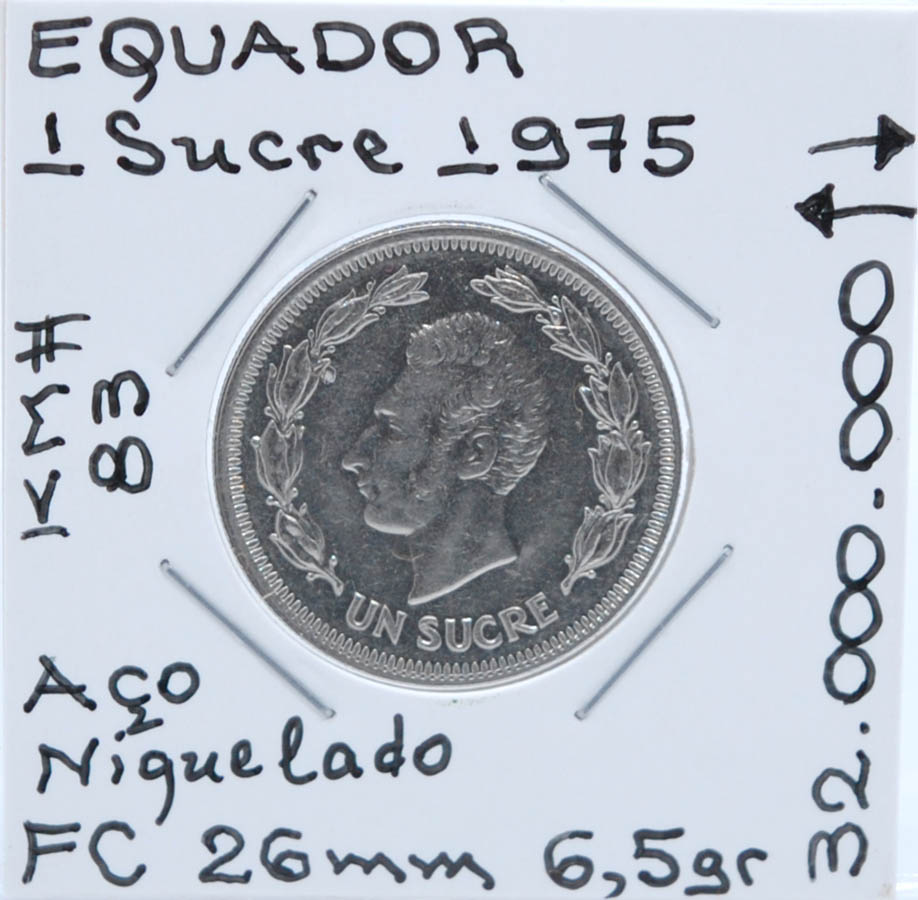 EQUADOR
1 Sucre 1975
KM#
83
UN SUCRE
32.000.000
Aço
Niquelado
FC 26mm 6,5gr